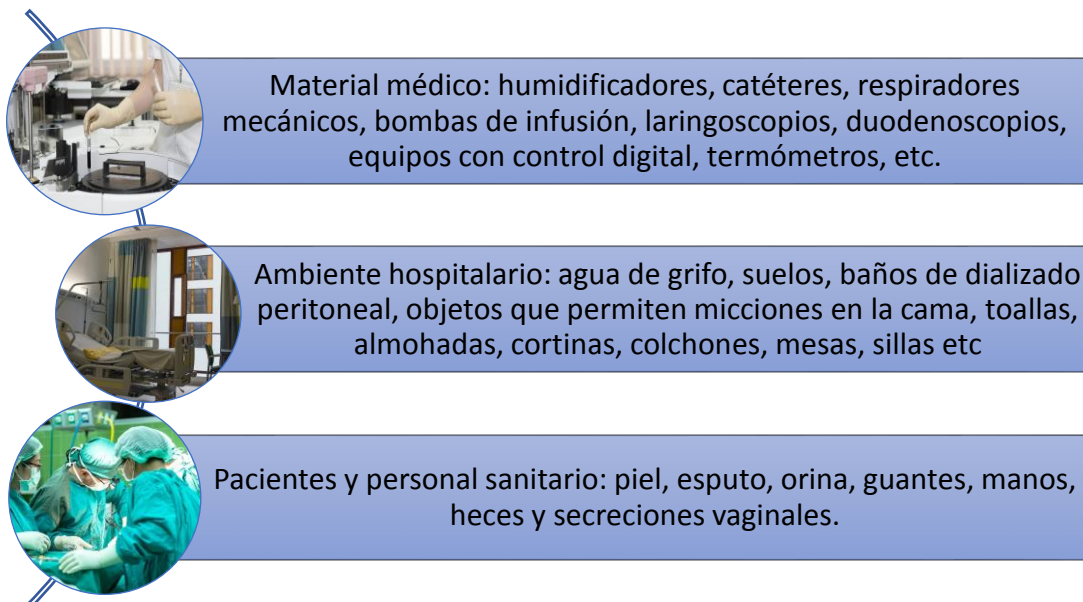 Material médico: humidificadores, catéteres, respiradores
mecánicos, bombas de infusión, laringoscopios, duodenoscopios,
equipos con control digital, termómetros, etc.
Ambiente hospitalario: agua de grifo, suelos, baños de dializado
peritoneal, objetos que permiten micciones en la cama, toallas,
almohadas, cortinas, colchones, mesas, sillas etc
Pacientes y personal sanitario: piel, esputo, orina, guantes, manos,
heces y secreciones vaginales.